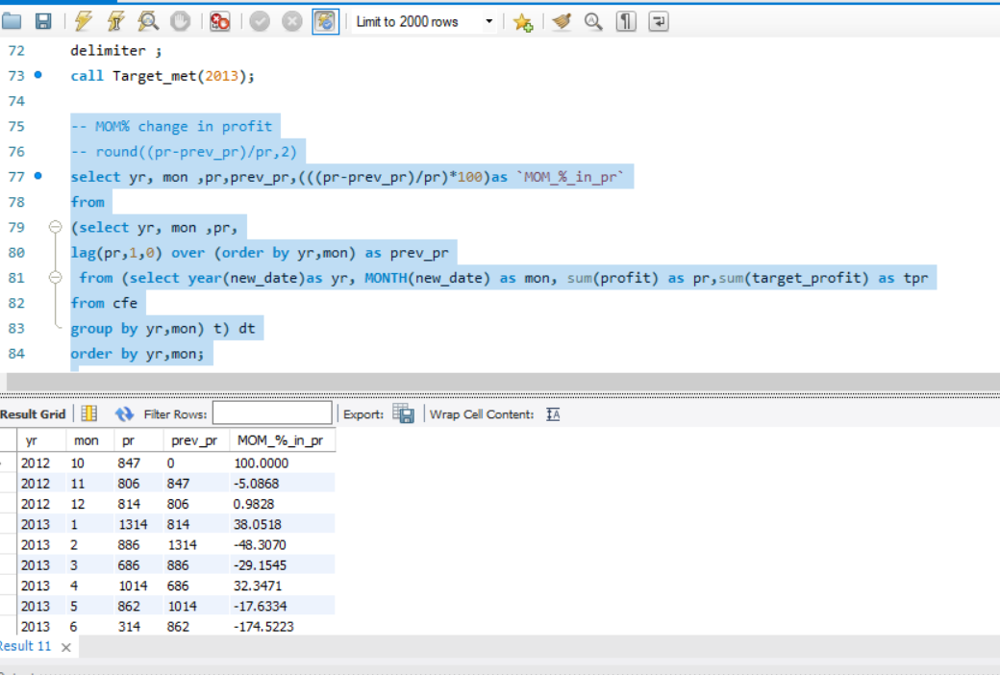 Limit to 2000 rows
72 delimiter ;
73 call Target_met(2013);
74
75 -- MOM% change in profit
76 -- round((pr-prev_pr)/pr,2)
77 select yr, mon ,pr,prev_pr,(((pr-prev_pr)/pr)*100)as `MOM_%_in_pr`
78 from
79 (select yr, mon ,pr,
80 lag(pr,1,0) over (order by yr,mon) as prev_pr
81 from (select year(new_date)as yr, MONTH(new_date) as mon, sum(profit) as pr,sum(target_profit) as tpr
82 from cfe
83 group by yr,mon) t) dt
84 order by yr,mon;
Result Grid Filter Rows: Export: Wrap Cell Content:
yr mon pr prev_pr MOM_%_in_pr
2012 10 847 0 100.0000
2012 11 806 847 -5.0868
2012 12 814 806 0.9828
2013 1 1314 814 38.0518
2013 2 886 1314 -48.3070
2013 3 686 886 -29.1545
2013 4 1014 686 32.3471
2013 5 862 1014 -17.6334
2013 6 314 862 -174.5223
Result 11